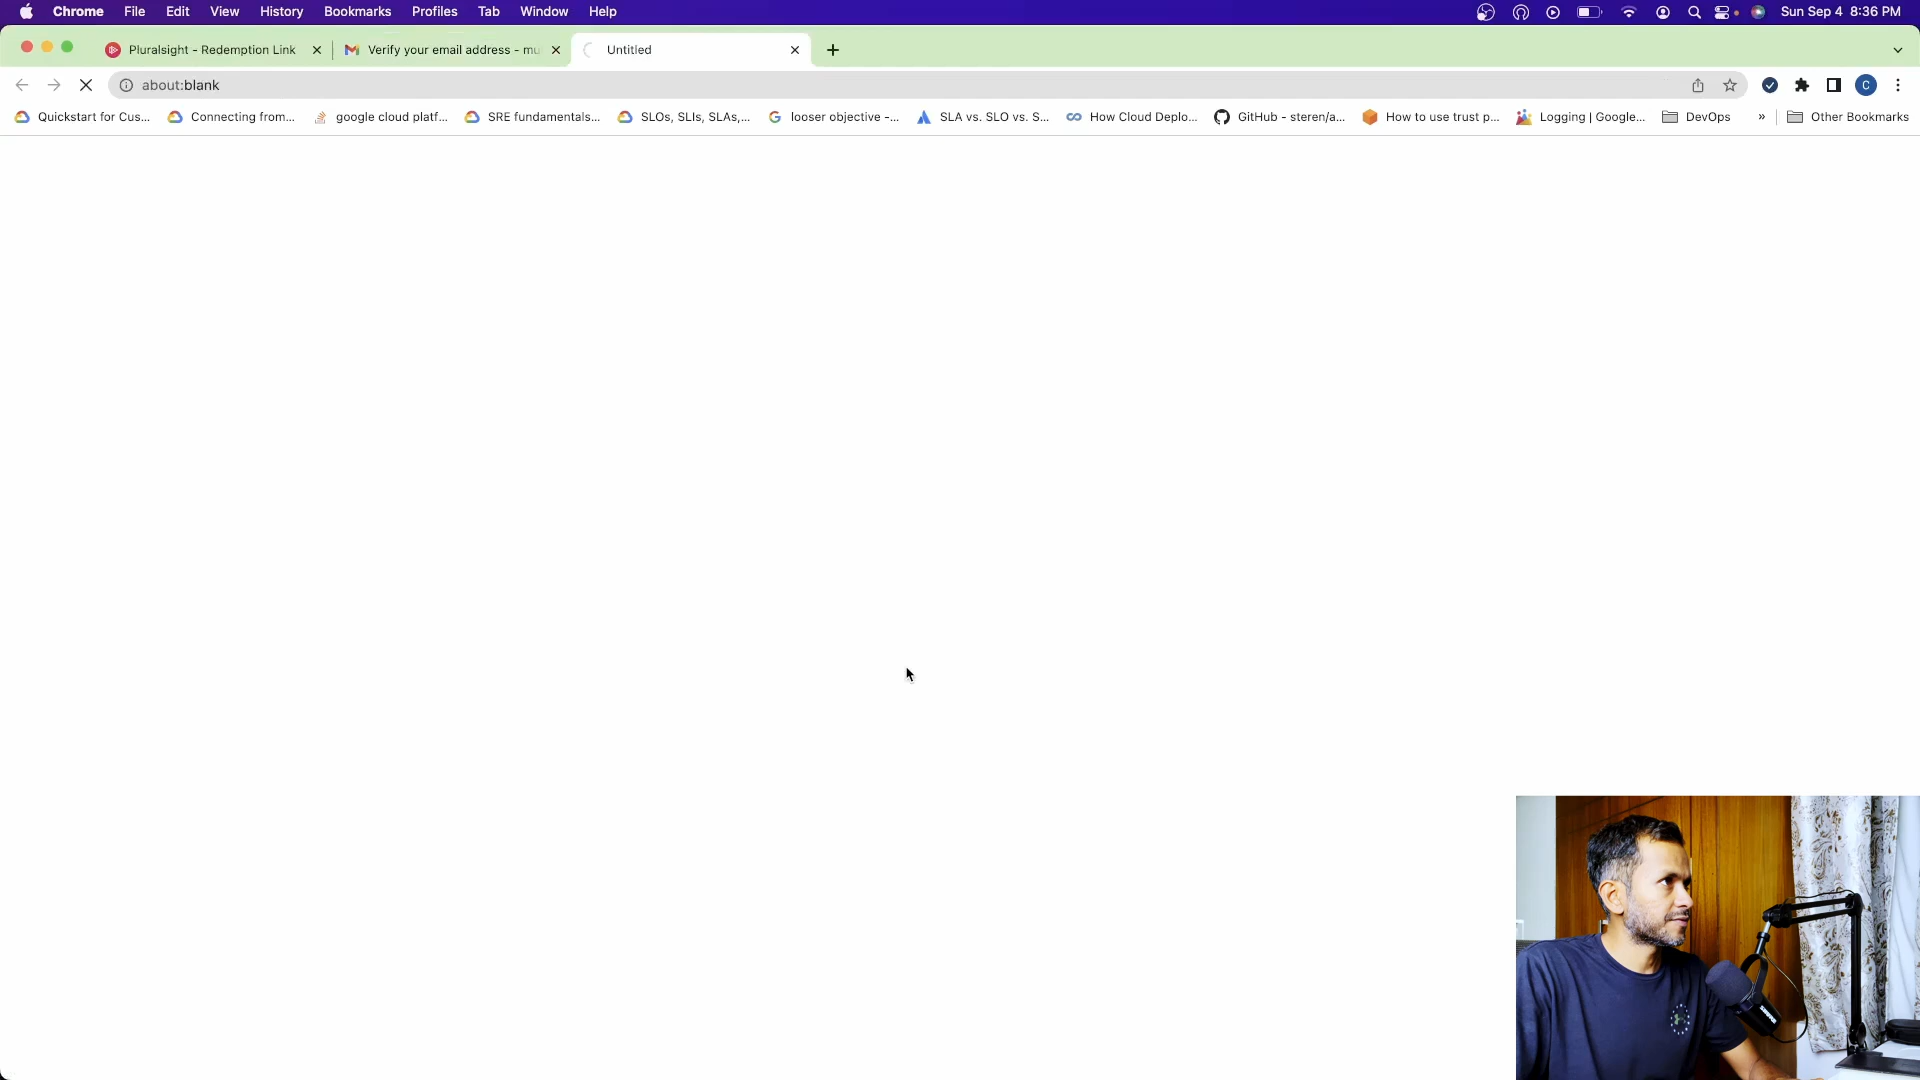 Chrome File Edit View History Bookmarks Profiles Tab Window Help Sun Sep 4 8:36 PM
Pluralsight - Redemption Link Verify your email address - mu Untitled
about:blank C
Quickstart for Cus... Connecting from... google cloud platf... SRE fundamentals... SLOs, SLIs, SLAs,... looser objective -... SLA vs. SLO vs. S... How Cloud Deplo... GitHub - steren/a... How to use trust p... Logging | Google... DevOps » Other Bookmarks